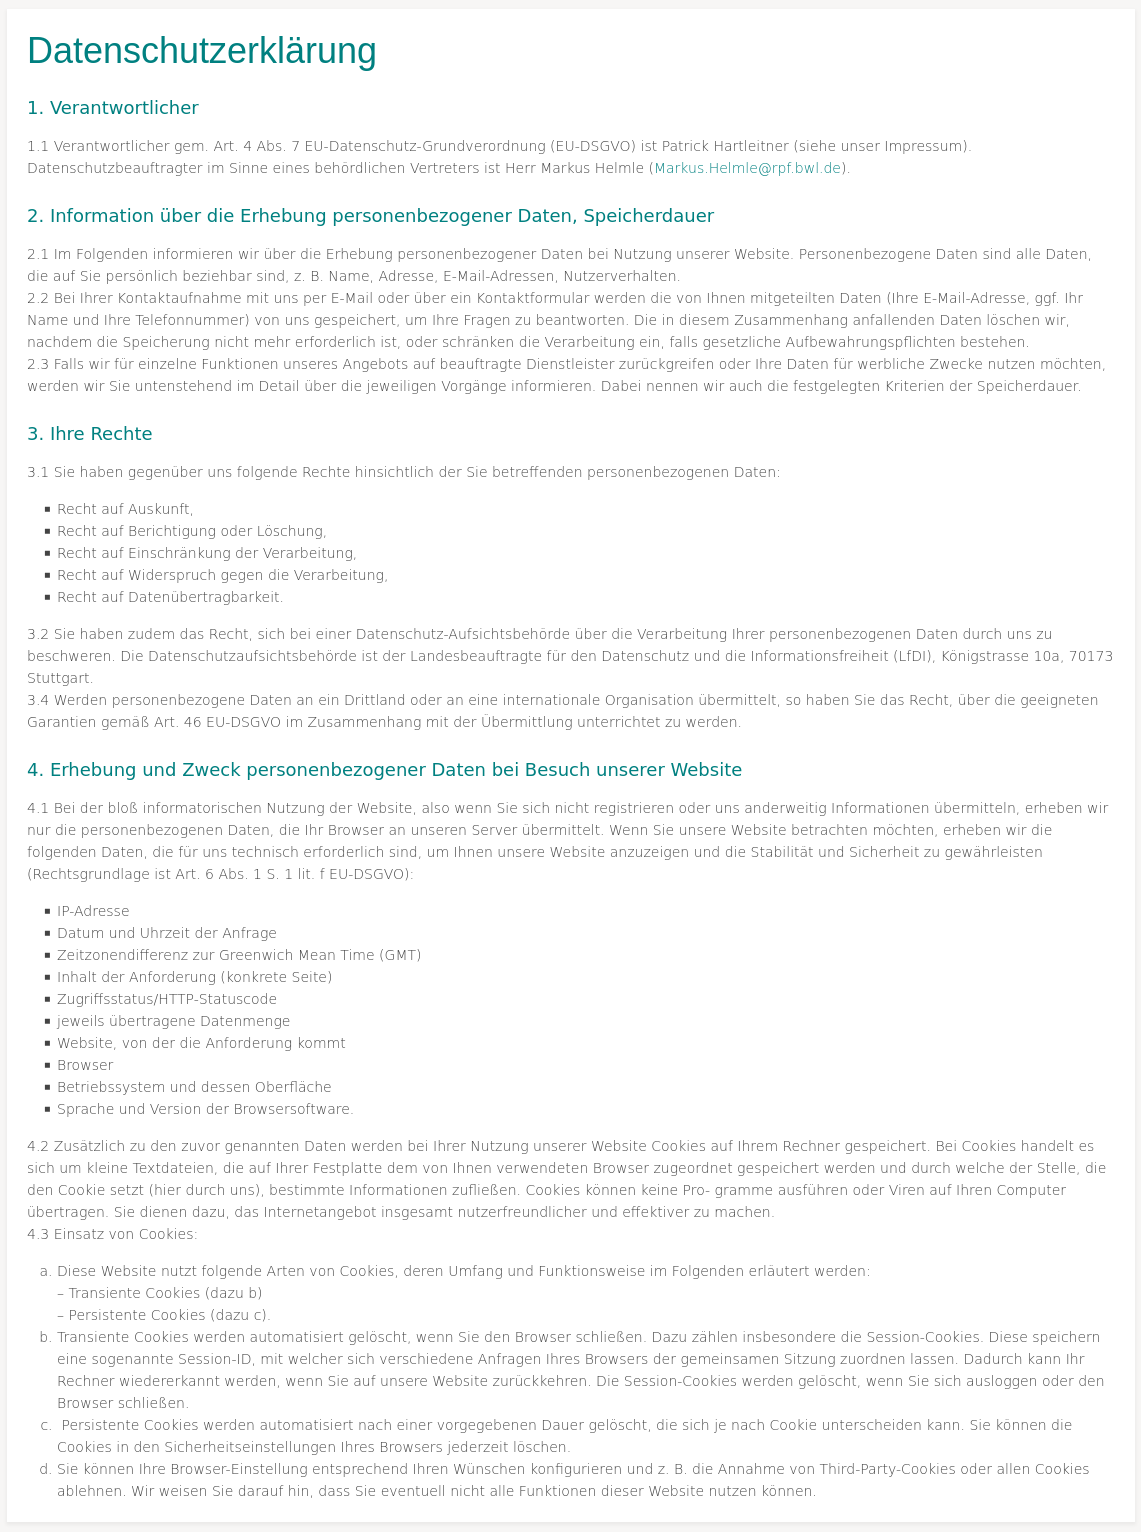 Datenschutzerklärung
1. Verantwortlicher
1.1 Verantwortlicher gem. Art. 4 Abs. 7 EU-Datenschutz-Grundverordnung (EU-DSGVO) ist Patrick Hartleitner (siehe unser Impressum).
Datenschutzbeauftragter im Sinne eines behördlichen Vertreters ist Herr Markus Helmle (Markus.Helmle@rpf.bwl.de).
2. Information über die Erhebung personenbezogener Daten, Speicherdauer
2.1 Im Folgenden informieren wir über die Erhebung personenbezogener Daten bei Nutzung unserer Website. Personenbezogene Daten sind alle Daten,
die auf Sie persönlich beziehbar sind, z. B. Name, Adresse, E-Mail-Adressen, Nutzerverhalten.
2.2 Bei Ihrer Kontaktaufnahme mit uns per E-Mail oder über ein Kontaktformular werden die von Ihnen mitgeteilten Daten (Ihre E-Mail-Adresse, ggf. Ihr
Name und Ihre Telefonnummer) von uns gespeichert, um Ihre Fragen zu beantworten. Die in diesem Zusammenhang anfallenden Daten löschen wir,
nachdem die Speicherung nicht mehr erforderlich ist, oder schränken die Verarbeitung ein, falls gesetzliche Aufbewahrungspflichten bestehen.
2.3 Falls wir für einzelne Funktionen unseres Angebots auf beauftragte Dienstleister zurückgreifen oder Ihre Daten für werbliche Zwecke nutzen möchten,
werden wir Sie untenstehend im Detail über die jeweiligen Vorgänge informieren. Dabei nennen wir auch die festgelegten Kriterien der Speicherdauer.
3. Ihre Rechte
3.1 Sie haben gegenüber uns folgende Rechte hinsichtlich der Sie betreffenden personenbezogenen Daten:
▪ Recht auf Auskunft,
▪ Recht auf Berichtigung oder Löschung,
▪ Recht auf Einschränkung der Verarbeitung,
▪ Recht auf Widerspruch gegen die Verarbeitung,
▪ Recht auf Datenübertragbarkeit.
3.2 Sie haben zudem das Recht, sich bei einer Datenschutz-Aufsichtsbehörde über die Verarbeitung Ihrer personenbezogenen Daten durch uns zu
beschweren. Die Datenschutzaufsichtsbehörde ist der Landesbeauftragte für den Datenschutz und die Informationsfreiheit (LfDI), Königstrasse 10a, 70173
Stuttgart.
3.4 Werden personenbezogene Daten an ein Drittland oder an eine internationale Organisation übermittelt, so haben Sie das Recht, über die geeigneten
Garantien gemäß Art. 46 EU-DSGVO im Zusammenhang mit der Übermittlung unterrichtet zu werden.
4. Erhebung und Zweck personenbezogener Daten bei Besuch unserer Website
4.1 Bei der bloß informatorischen Nutzung der Website, also wenn Sie sich nicht registrieren oder uns anderweitig Informationen übermitteln, erheben wir
nur die personenbezogenen Daten, die Ihr Browser an unseren Server übermittelt. Wenn Sie unsere Website betrachten möchten, erheben wir die
folgenden Daten, die für uns technisch erforderlich sind, um Ihnen unsere Website anzuzeigen und die Stabilität und Sicherheit zu gewährleisten
(Rechtsgrundlage ist Art. 6 Abs. 1 S. 1 lit. f EU-DSGVO):
▪ IP-Adresse
▪ Datum und Uhrzeit der Anfrage
▪ Zeitzonendifferenz zur Greenwich Mean Time (GMT)
▪ Inhalt der Anforderung (konkrete Seite)
▪ Zugriffsstatus/HTTP-Statuscode
▪ jeweils übertragene Datenmenge
▪ Website, von der die Anforderung kommt
▪ Browser
▪ Betriebssystem und dessen Oberfläche
▪ Sprache und Version der Browsersoftware.
4.2 Zusätzlich zu den zuvor genannten Daten werden bei Ihrer Nutzung unserer Website Cookies auf Ihrem Rechner gespeichert. Bei Cookies handelt es
sich um kleine Textdateien, die auf Ihrer Festplatte dem von Ihnen verwendeten Browser zugeordnet gespeichert werden und durch welche der Stelle, die
den Cookie setzt (hier durch uns), bestimmte Informationen zufließen. Cookies können keine Pro- gramme ausführen oder Viren auf Ihren Computer
übertragen. Sie dienen dazu, das Internetangebot insgesamt nutzerfreundlicher und effektiver zu machen.
4.3 Einsatz von Cookies:
a. Diese Website nutzt folgende Arten von Cookies, deren Umfang und Funktionsweise im Folgenden erläutert werden:
– Transiente Cookies (dazu b)
– Persistente Cookies (dazu c).
b. Transiente Cookies werden automatisiert gelöscht, wenn Sie den Browser schließen. Dazu zählen insbesondere die Session-Cookies. Diese speichern
eine sogenannte Session-ID, mit welcher sich verschiedene Anfragen Ihres Browsers der gemeinsamen Sitzung zuordnen lassen. Dadurch kann Ihr
Rechner wiedererkannt werden, wenn Sie auf unsere Website zurückkehren. Die Session-Cookies werden gelöscht, wenn Sie sich ausloggen oder den
Browser schließen.
c. Persistente Cookies werden automatisiert nach einer vorgegebenen Dauer gelöscht, die sich je nach Cookie unterscheiden kann. Sie können die
Cookies in den Sicherheitseinstellungen Ihres Browsers jederzeit löschen.
d. Sie können Ihre Browser-Einstellung entsprechend Ihren Wünschen konfigurieren und z. B. die Annahme von Third-Party-Cookies oder allen Cookies
ablehnen. Wir weisen Sie darauf hin, dass Sie eventuell nicht alle Funktionen dieser Website nutzen können.